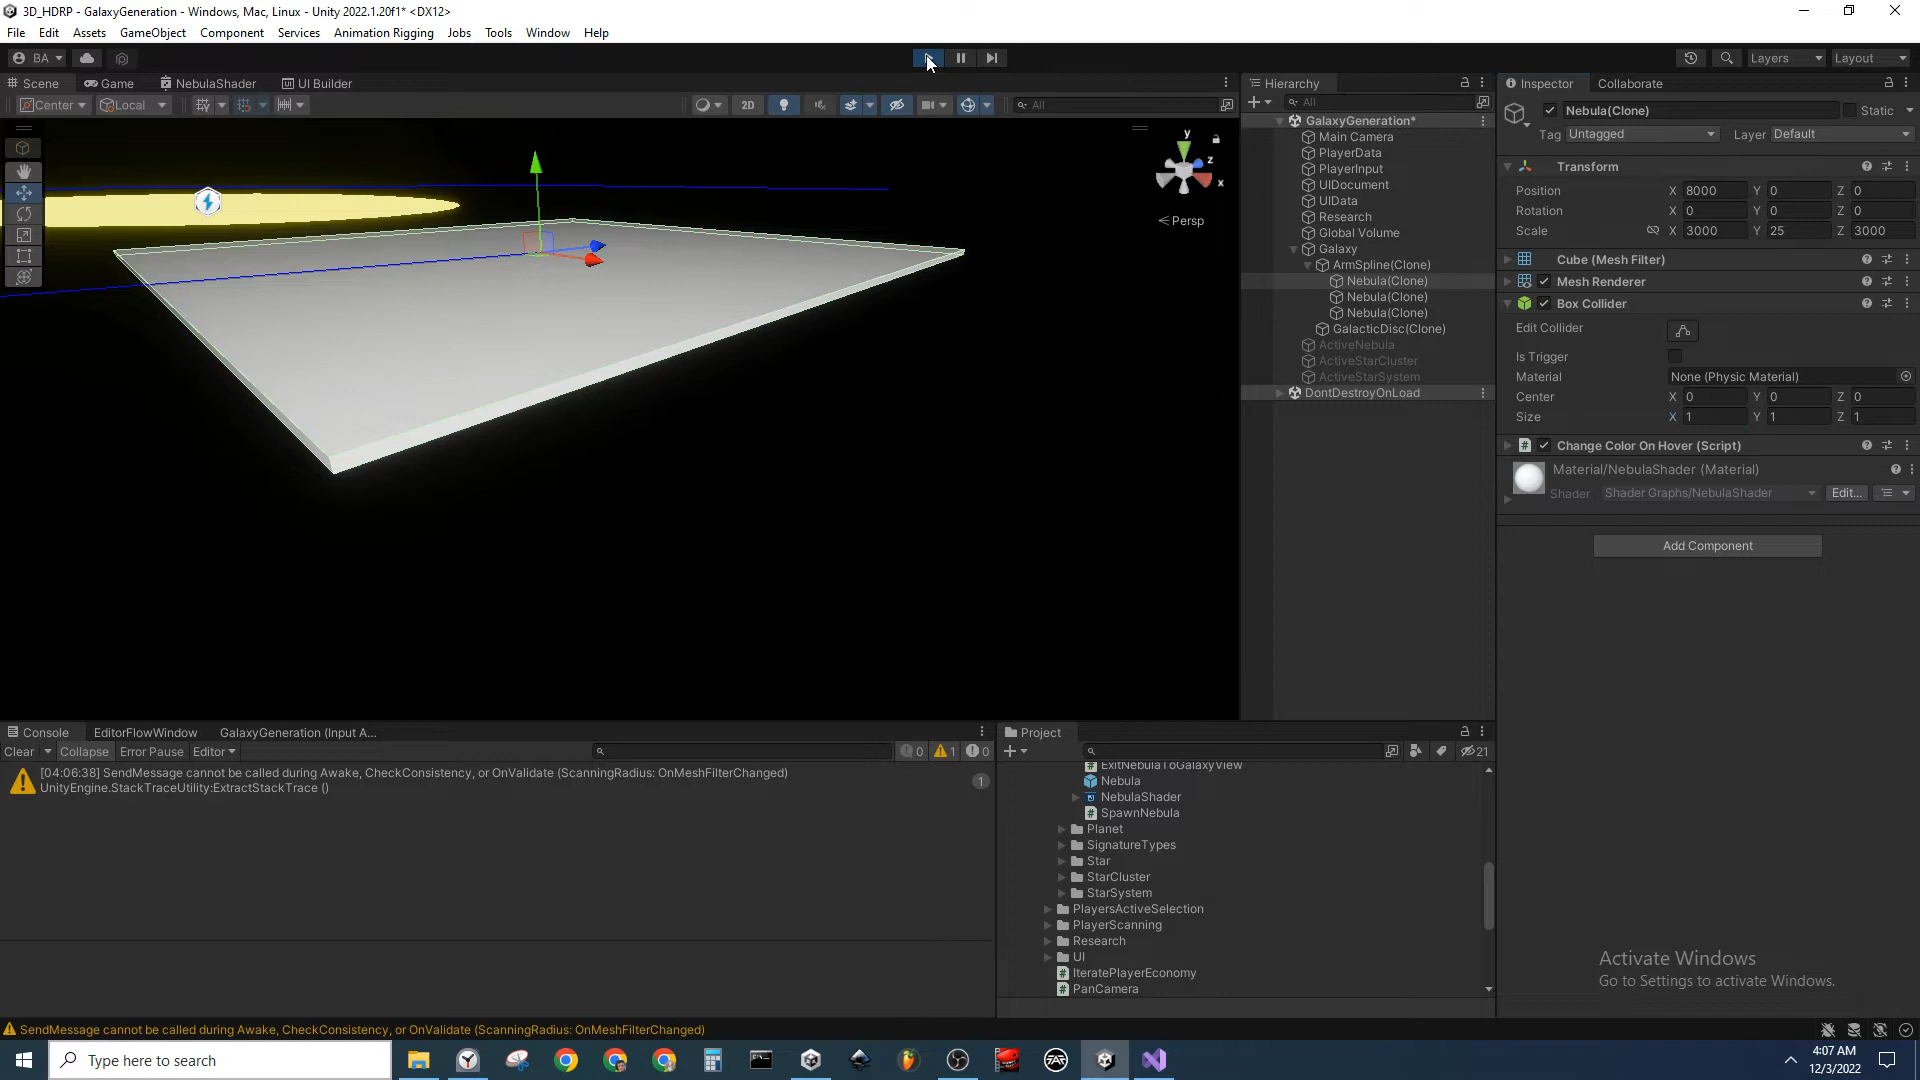 3D_HDRP - GalaxyGeneration - Windows, Mac, Linux - Unity 2022.1.20f1* <DX12>
File Edit Assets GameObject Component Services Animation Rigging Jobs Tools Window Help
BA
Layers
Layout
Scene Game NebulaShader UI Builder
Center Local
2D
All
y
z
x
Persp
Hierarchy
All
GalaxyGeneration*
Main Camera
PlayerData
PlayerInput
UIDocument
UIData
Research
Global Volume
Galaxy
ArmSpline(Clone)
Nebula(Clone)
Nebula(Clone)
Nebula(Clone)
GalacticDisc(Clone)
ActiveNebula
ActiveStarCluster
ActiveStarSystem
DontDestroyOnLoad
Inspector Collaborate
Nebula(Clone) Static
Tag Untagged Layer Default
Transform
Position X 8000 Y 0 Z 0
Rotation X 0 Y 0 Z 0
Scale X 3000 Y 25 Z 3000
Cube (Mesh Filter)
Mesh Renderer
Box Collider
Edit Collider
Is Trigger
Material None (Physic Material)
Center X 0 Y 0 Z 0
Size X 1 Y 1 Z 1
Change Color On Hover (Script)
Material/NebulaShader (Material)
Shader Shader Graphs/NebulaShader Edit...
Add Component
Console EditorFlowWindow GalaxyGeneration (Input A...
Clear Collapse Error Pause Editor
0 1 0
[04:06:38] SendMessage cannot be called during Awake, CheckConsistency, or OnValidate (ScanningRadius: OnMeshFilterChanged)
UnityEngine.StackTraceUtility:ExtractStackTrace ()
1
Project
21
ExitNebulaToGalaxyView
Nebula
NebulaShader
SpawnNebula
Planet
SignatureTypes
Star
StarCluster
StarSystem
PlayersActiveSelection
PlayerScanning
Research
UI
IteratePlayerEconomy
PanCamera
Activate Windows
Go to Settings to activate Windows.
SendMessage cannot be called during Awake, CheckConsistency, or OnValidate (ScanningRadius: OnMeshFilterChanged)
Type here to search
4:07 AM
12/3/2022